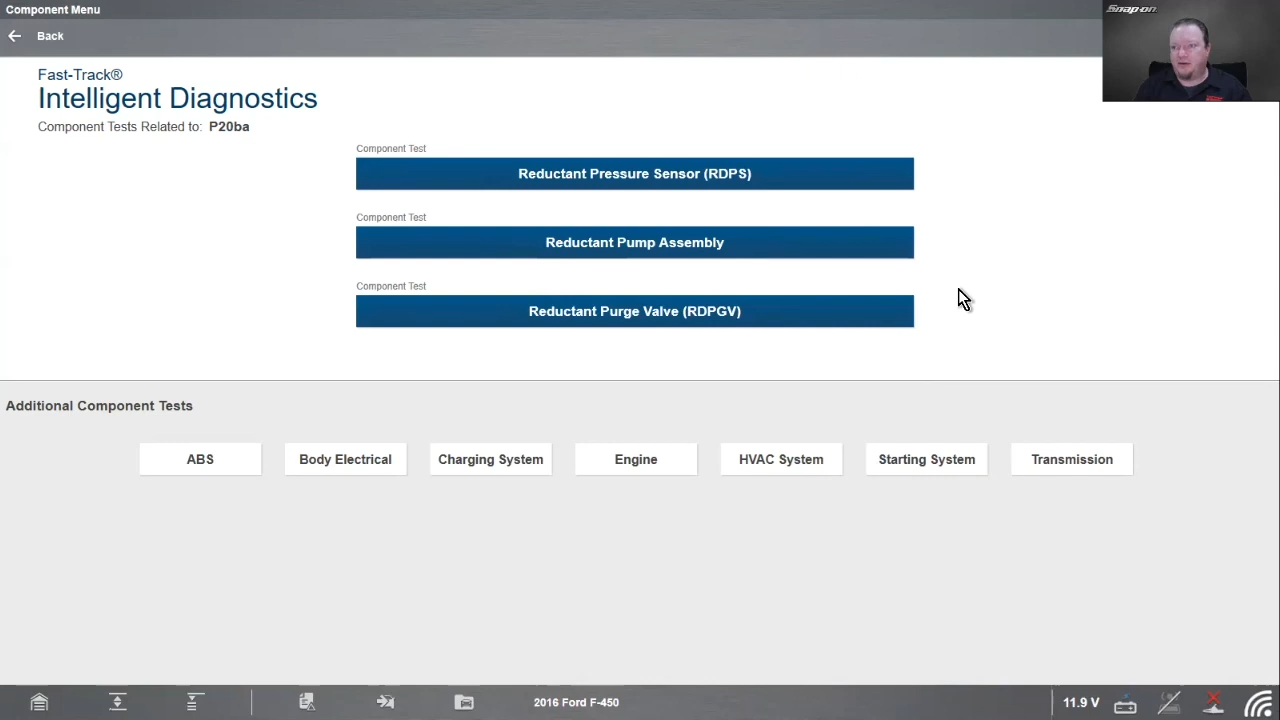 Component Menu
Snap-on
Back
Fast-Track®
Intelligent Diagnostics
Component Tests Related to: P20ba
Component Test
Reductant Pressure Sensor (RDPS)
Component Test
Reductant Pump Assembly
Component Test
Reductant Purge Valve (RDPGV)
Additional Component Tests
ABS
Body Electrical
Charging System
Engine
HVAC System
Starting System
Transmission
2016 Ford F-450
11.9 V